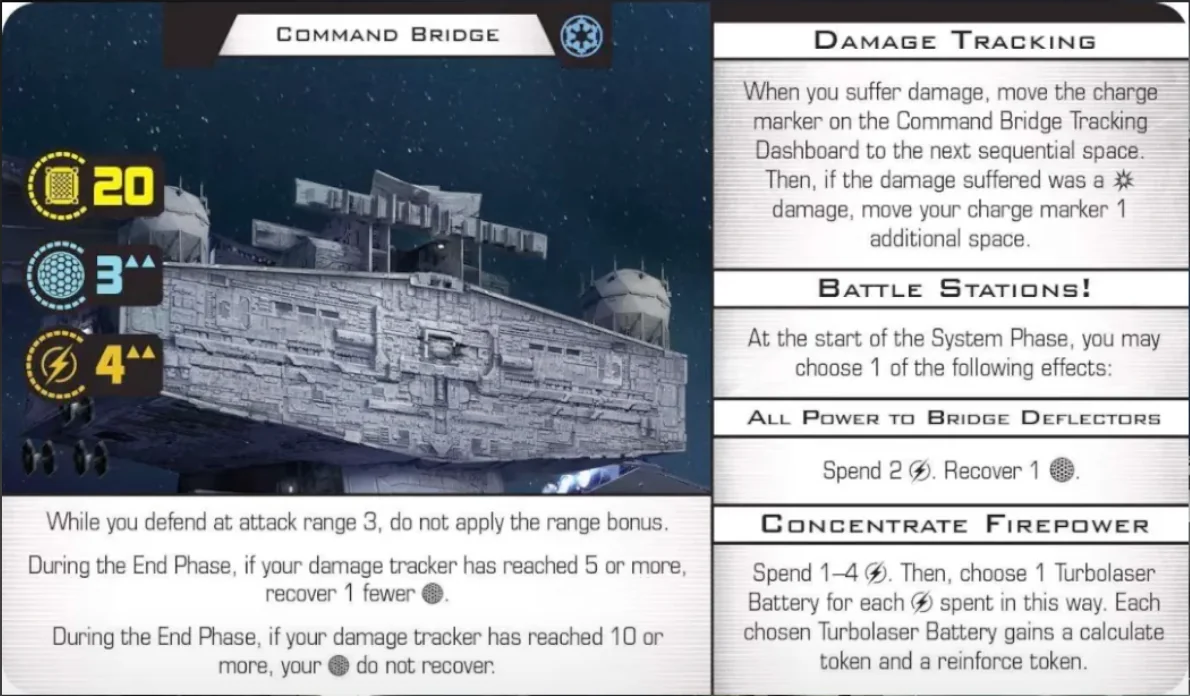 COMMAND BRIDGE
20
3
4
While you defend at attack range 3, do not apply the range bonus.
During the End Phase, if your damage tracker has reached 5 or more,
recover 1 fewer .
During the End Phase, if your damage tracker has reached 10 or
more, your do not recover.
DAMAGE TRACKING
When you suffer damage, move the charge
marker on the Command Bridge Tracking
Dashboard to the next sequential space.
Then, if the damage suffered was a
damage, move your charge marker 1
additional space.
BATTLE STATIONS!
At the start of the System Phase, you may
choose 1 of the following effects:
ALL POWER TO BRIDGE DEFLECTORS
Spend 2 . Recover 1 .
CONCENTRATE FIREPOWER
Spend 1–4 . Then, choose 1 Turbolaser
Battery for each spent in this way. Each
chosen Turbolaser Battery gains a calculate
token and a reinforce token.